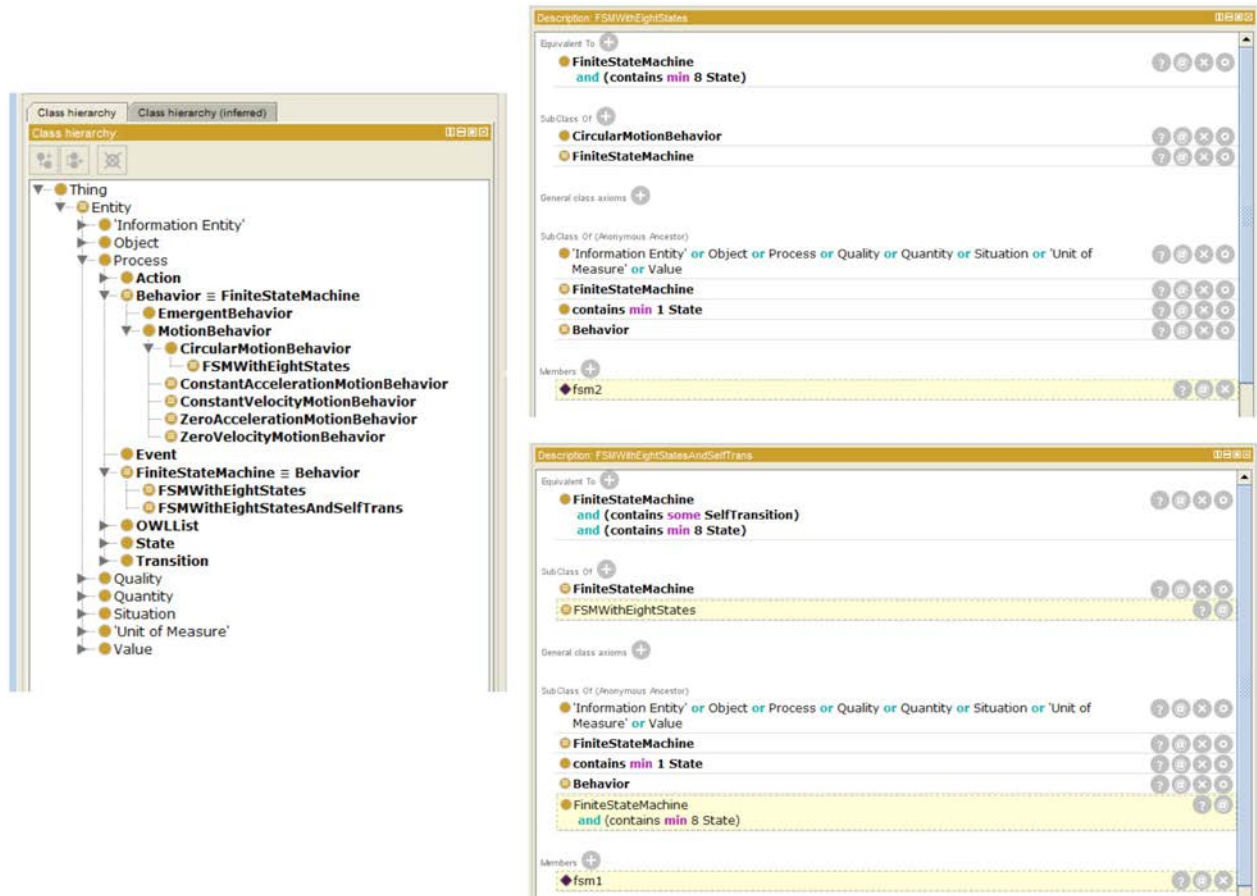 Class hierarchy
Class hierarchy (inferred)
Class hierarchy
Thing
Entity
'Information Entity'
Object
Process
Action
Behavior ≡ FiniteStateMachine
EmergentBehavior
MotionBehavior
CircularMotionBehavior
FSMWithEightStates
ConstantAccelerationMotionBehavior
ConstantVelocityMotionBehavior
ZeroAccelerationMotionBehavior
ZeroVelocityMotionBehavior
Event
FiniteStateMachine ≡ Behavior
FSMWithEightStates
FSMWithEightStatesAndSelfTrans
OWLList
State
Transition
Quality
Quantity
Situation
'Unit of Measure'
Value
Description: FSMWithEightStates
Equivalent To
FiniteStateMachine
and (contains min 8 State)
SubClass Of
CircularMotionBehavior
FiniteStateMachine
General class axioms
SubClass Of (Anonymous Ancestor)
'Information Entity' or Object or Process or Quality or Quantity or Situation or 'Unit of
Measure' or Value
FiniteStateMachine
contains min 1 State
Behavior
Members
fsm2
Description: FSMWithEightStatesAndSelfTrans
Equivalent To
FiniteStateMachine
and (contains some SelfTransition)
and (contains min 8 State)
SubClass Of
FiniteStateMachine
FSMWithEightStates
General class axioms
SubClass Of (Anonymous Ancestor)
'Information Entity' or Object or Process or Quality or Quantity or Situation or 'Unit of
Measure' or Value
FiniteStateMachine
contains min 1 State
Behavior
FiniteStateMachine
and (contains min 8 State)
Members
fsm1